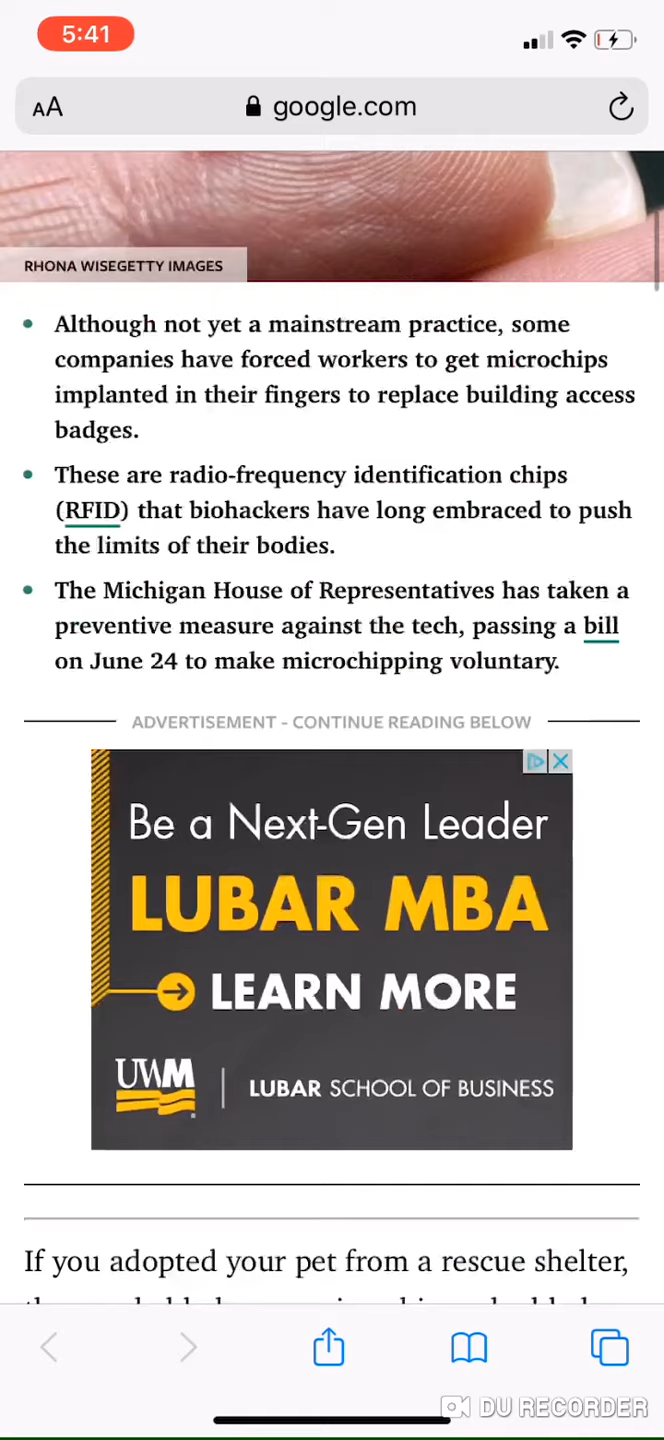 5:41
AA
google.com
RHONA WISEGETTY IMAGES
• Although not yet a mainstream practice, some
companies have forced workers to get microchips
implanted in their fingers to replace building access
badges.
• These are radio-frequency identification chips
(RFID) that biohackers have long embraced to push
the limits of their bodies.
• The Michigan House of Representatives has taken a
preventive measure against the tech, passing a bill
on June 24 to make microchipping voluntary.
ADVERTISEMENT - CONTINUE READING BELOW
Be a Next-Gen Leader
LUBAR MBA
LEARN MORE
UWM | LUBAR SCHOOL OF BUSINESS
If you adopted your pet from a rescue shelter,
DU RECORDER